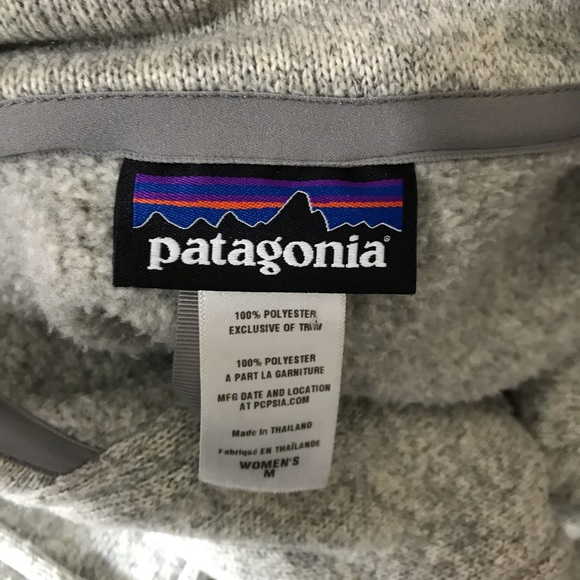 patagonia®
100% POLYESTER
EXCLUSIVE OF TRIM
100% POLYESTER
A PART LA GARNITURE
MFG DATE AND LOCATION
AT PCPSIA.COM
Made in THAILAND
Fabriqué EN THAÏLANDE
WOMEN'S
M